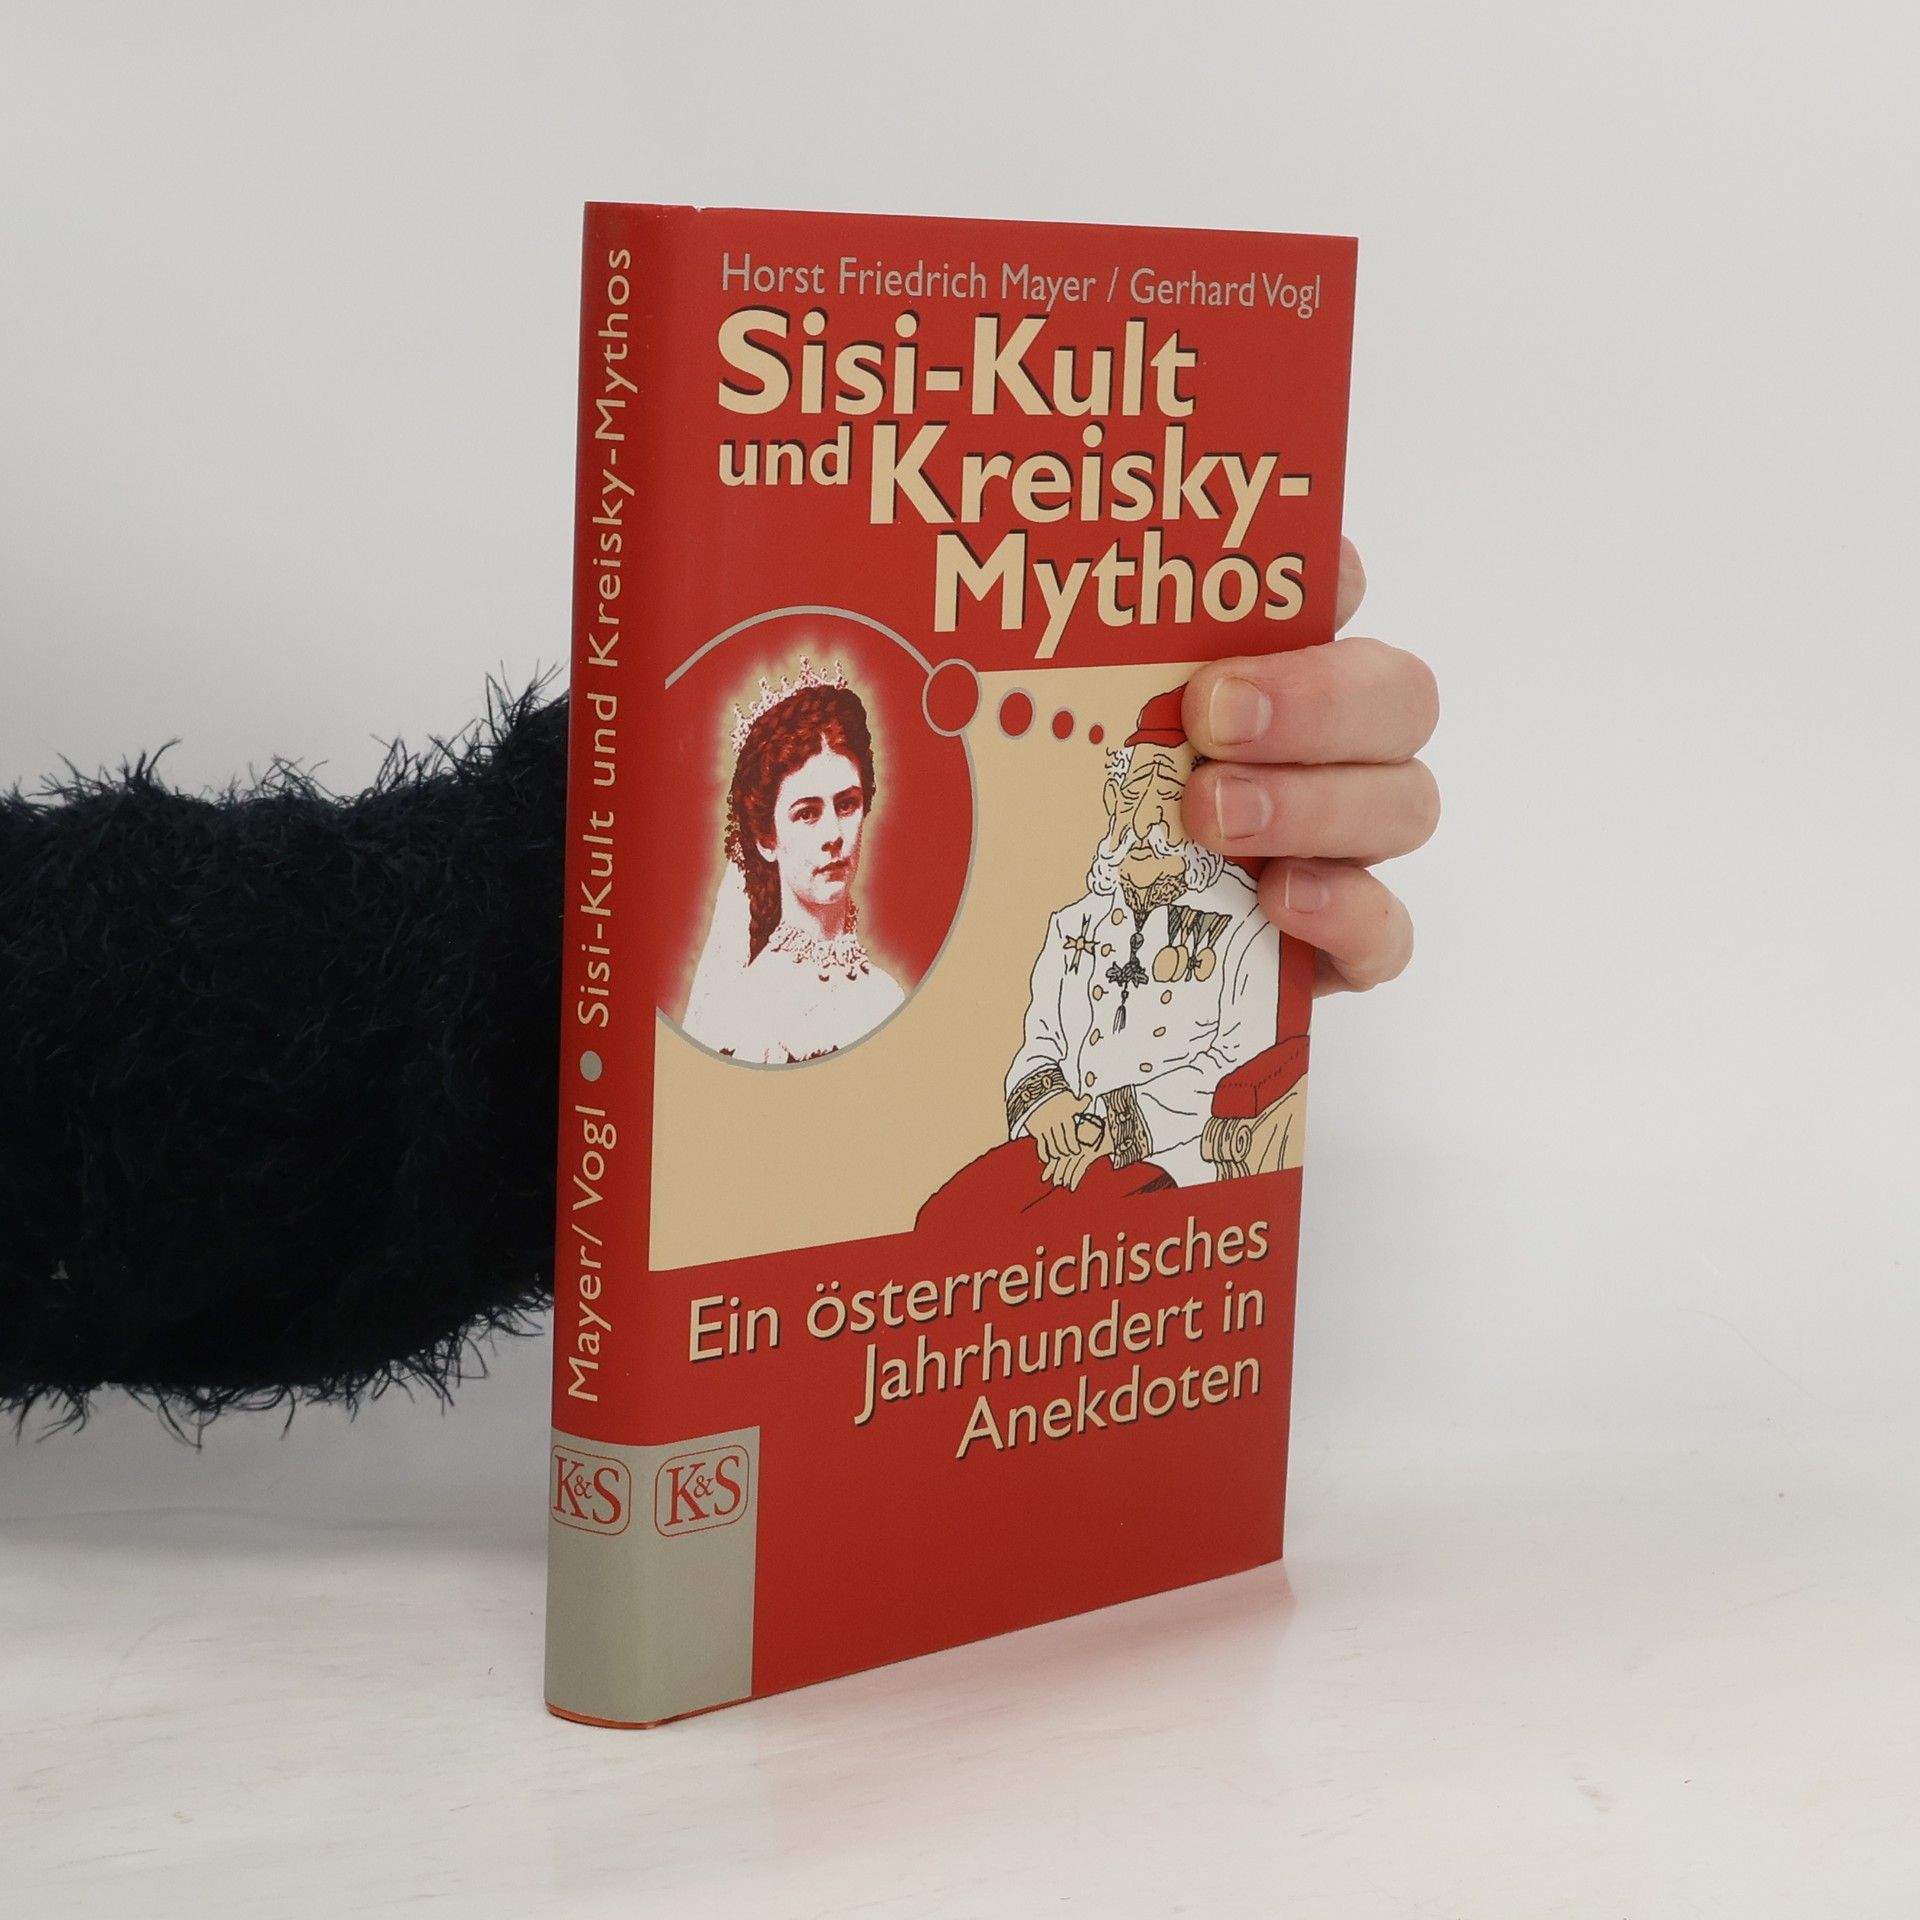 Horst Friedrich Mayer / Gerhard Vogl
Sisi-Kult
und Kreisky-
Mythos
Ein österreichisches
Jahrhundert in
Anekdoten
K&S
Mayer/Vogl ● Sisi-Kult und Kreisky-Mythos
K&S